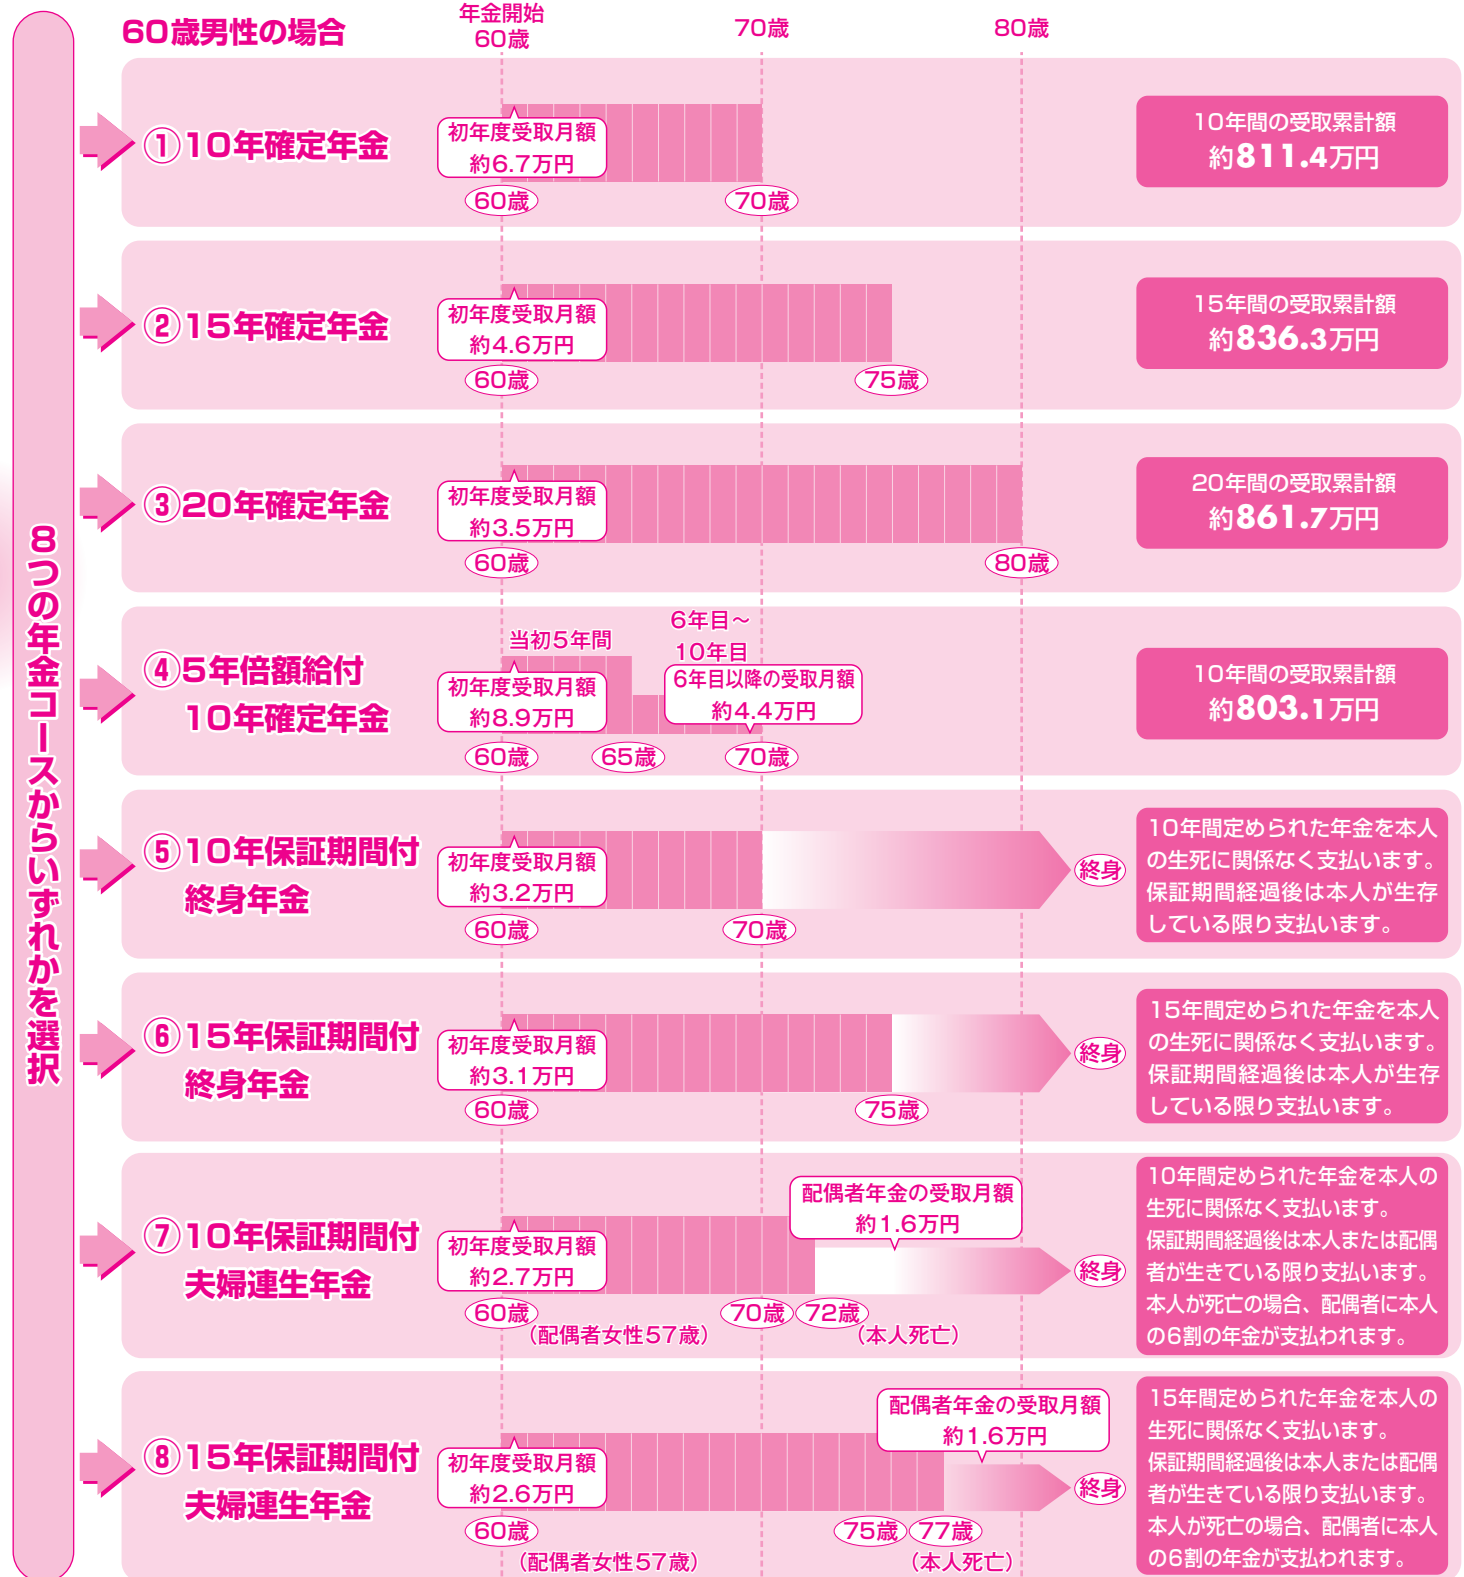 8つの年金コースからいずれかを選択
60歳男性の場合
年金開始
60歳
70歳
80歳
①10年確定年金
初年度受取月額
約6.7万円
60歳
70歳
10年間の受取累計額
約811.4万円
②15年確定年金
初年度受取月額
約4.6万円
60歳
75歳
15年間の受取累計額
約836.3万円
③20年確定年金
初年度受取月額
約3.5万円
60歳
80歳
20年間の受取累計額
約861.7万円
④5年倍額給付
10年確定年金
当初5年間
初年度受取月額
約8.9万円
6年目～
10年目
6年目以降の受取月額
約4.4万円
60歳
65歳
70歳
10年間の受取累計額
約803.1万円
⑤10年保証期間付
終身年金
初年度受取月額
約3.2万円
60歳
70歳
終身
10年間定められた年金を本人
の生死に関係なく支払います。
保証期間経過後は本人が生存
している限り支払います。
⑥15年保証期間付
終身年金
初年度受取月額
約3.1万円
60歳
75歳
終身
15年間定められた年金を本人
の生死に関係なく支払います。
保証期間経過後は本人が生存
している限り支払います。
⑦10年保証期間付
夫婦連生年金
初年度受取月額
約2.7万円
配偶者年金の受取月額
約1.6万円
終身
60歳
70歳
72歳
(配偶者女性57歳)
(本人死亡)
10年間定められた年金を本人の
生死に関係なく支払います。
保証期間経過後は本人または配偶
者が生きている限り支払います。
本人が死亡の場合、配偶者に本人
の6割の年金が支払われます。
⑧15年保証期間付
夫婦連生年金
初年度受取月額
約2.6万円
配偶者年金の受取月額
約1.6万円
終身
60歳
75歳
77歳
(配偶者女性57歳)
(本人死亡)
15年間定められた年金を本人の
生死に関係なく支払います。
保証期間経過後は本人または配偶
者が生きている限り支払います。
本人が死亡の場合、配偶者に本人
の6割の年金が支払われます。